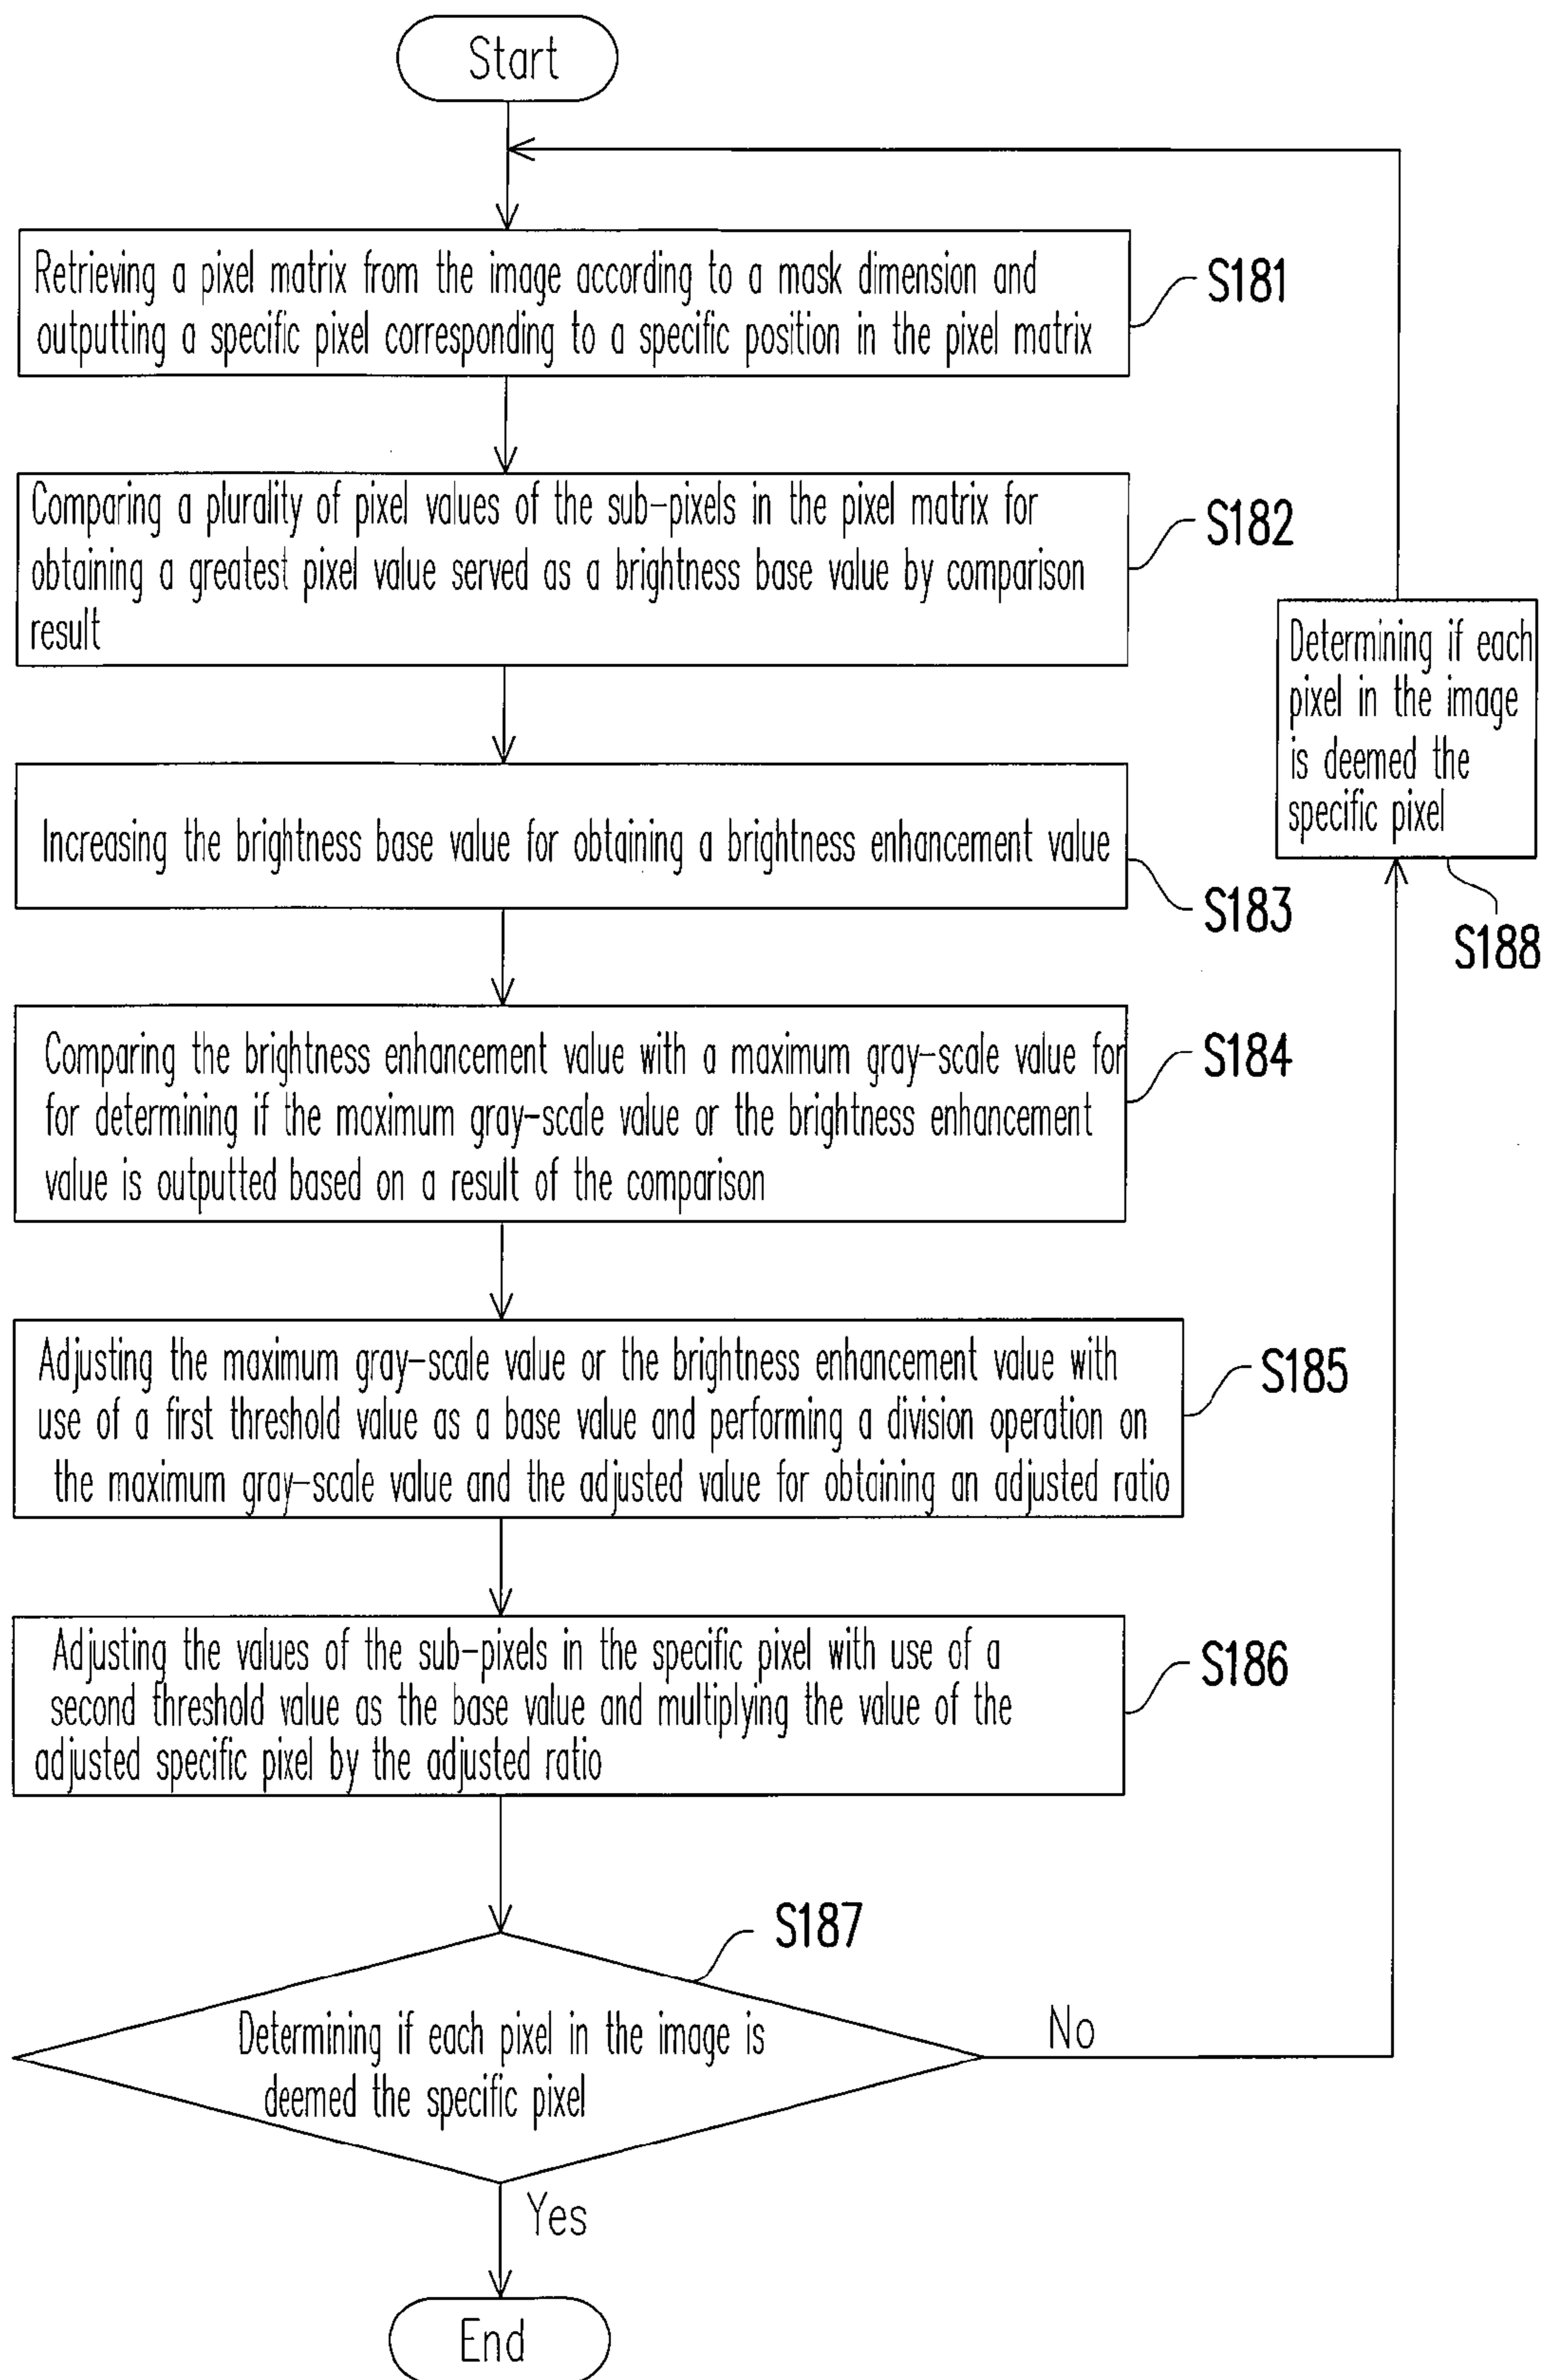 Start
Retrieving a pixel matrix from the image according to a mask dimension and
outputting a specific pixel corresponding to a specific position in the pixel matrix
S181
Comparing a plurality of pixel values of the sub-pixels in the pixel matrix for
obtaining a greatest pixel value served as a brightness base value by comparison
result
S182
Increasing the brightness base value for obtaining a brightness enhancement value
S183
Comparing the brightness enhancement value with a maximum gray-scale value for
for determining if the maximum gray-scale value or the brightness enhancement
value is outputted based on a result of the comparison
S184
Adjusting the maximum gray-scale value or the brightness enhancement value with
use of a first threshold value as a base value and performing a division operation on
the maximum gray-scale value and the adjusted value for obtaining an adjusted ratio
S185
Adjusting the values of the sub-pixels in the specific pixel with use of a
second threshold value as the base value and multiplying the value of the
adjusted specific pixel by the adjusted ratio
S186
Determining if each pixel in the image is
deemed the specific pixel
S187
No
Yes
Determining if each
pixel in the image
is deemed the
specific pixel
S188
End